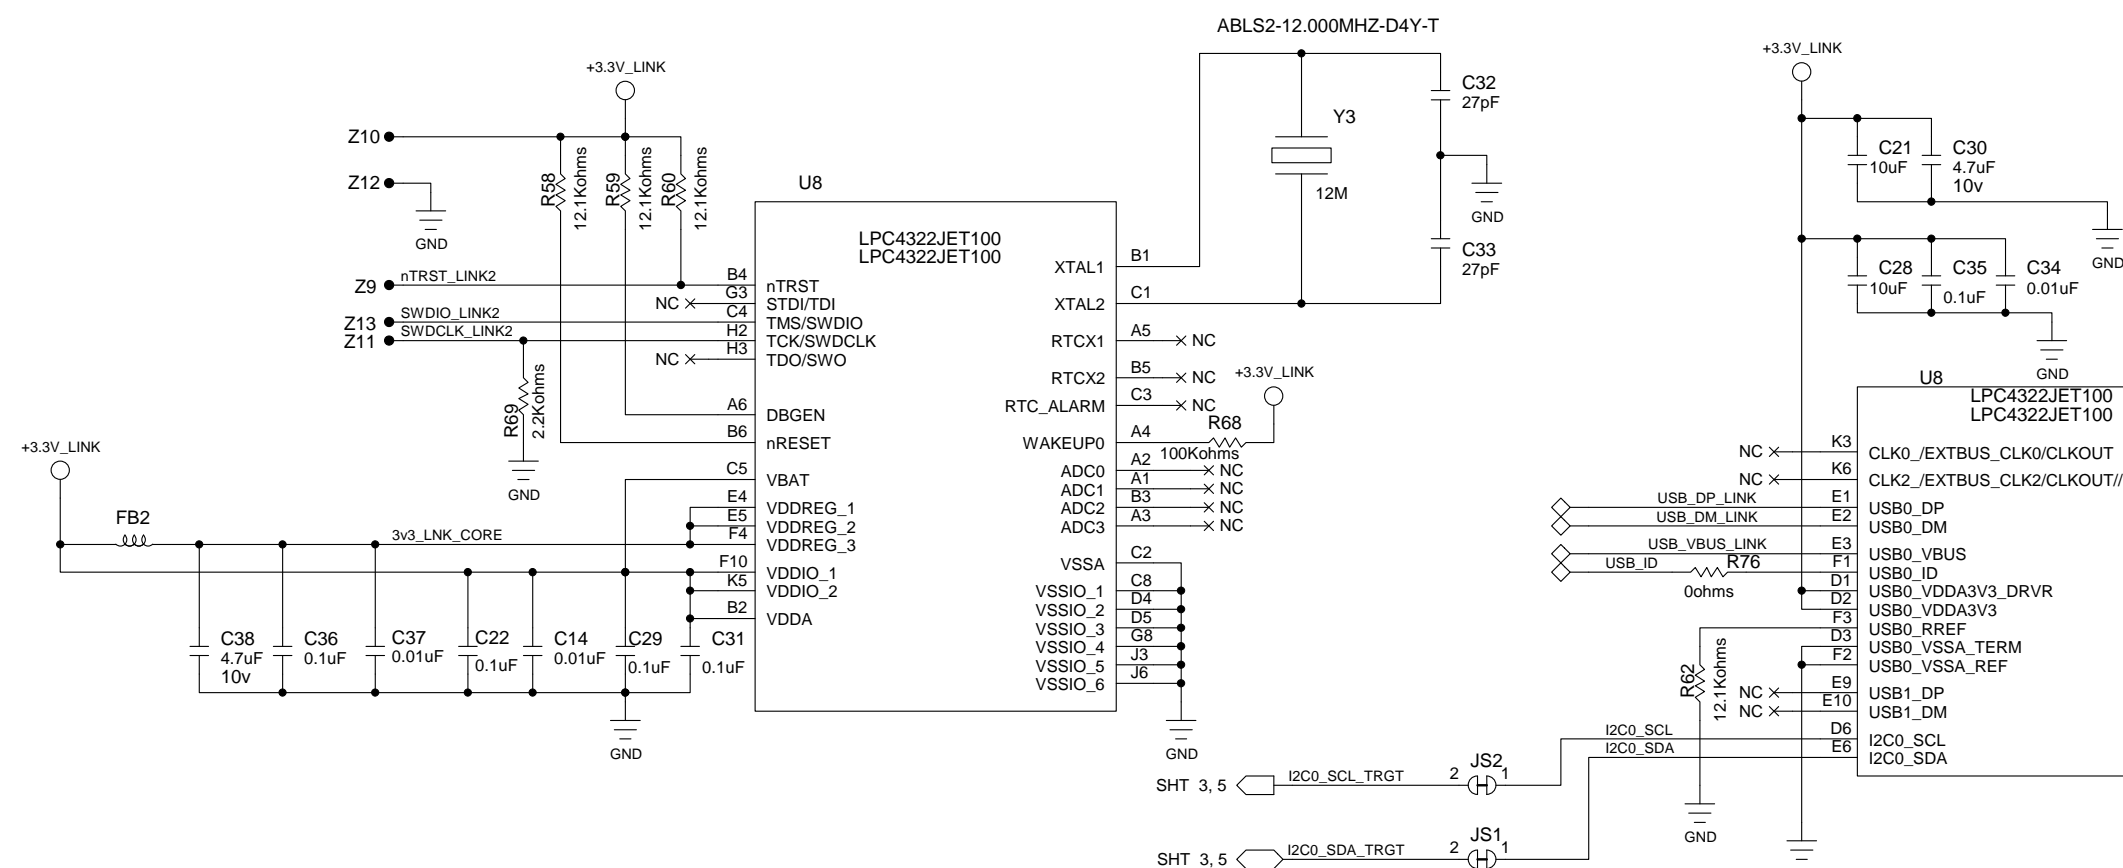 ABLS2-12.000MHZ-D4Y-T
+3.3V_LINK
+3.3V_LINK
C32
27pF
Y3
12M
GND
C33
27pF
Z10
Z12
GND
R58
12.1Kohms
R59
12.1Kohms
R60
12.1Kohms
Z9
nTRST_LINK2
Z13
SWDIO_LINK2
Z11
SWDCLK_LINK2
NC
NC
R69
2.2Kohms
GND
U8
LPC4322JET100
LPC4322JET100
B4
nTRST
G3
STDI/TDI
C4
TMS/SWDIO
H2
TCK/SWDCLK
H3
TDO/SWO
A6
DBGEN
B6
nRESET
C5
VBAT
E4
VDDREG_1
E5
VDDREG_2
F4
VDDREG_3
F10
VDDIO_1
K5
VDDIO_2
B2
VDDA
XTAL1
B1
XTAL2
C1
RTCX1
A5
NC
RTCX2
B5
NC
RTC_ALARM
C3
NC
WAKEUP0
A4
R68
100Kohms
+3.3V_LINK
ADC0
A2
NC
ADC1
A1
NC
ADC2
B3
NC
ADC3
A3
NC
VSSA
C2
VSSIO_1
C8
VSSIO_2
D4
VSSIO_3
D5
VSSIO_4
G8
VSSIO_5
J3
VSSIO_6
J6
GND
+3.3V_LINK
FB2
3v3_LNK_CORE
C38
4.7uF
10v
C36
0.1uF
C37
0.01uF
C22
0.1uF
C14
0.01uF
C29
0.1uF
C31
0.1uF
GND
C21
10uF
C30
4.7uF
10v
GND
C28
10uF
C35
0.1uF
C34
0.01uF
GND
U8
LPC4322JET100
LPC4322JET100
NC
K3
CLK0_/EXTBUS_CLK0/CLKOUT
NC
K6
CLK2_/EXTBUS_CLK2/CLKOUT//
USB_DP_LINK
E1
USB0_DP
USB_DM_LINK
E2
USB0_DM
USB_VBUS_LINK
E3
USB0_VBUS
USB_ID
R76
0ohms
F1
USB0_ID
D1
USB0_VDDA3V3_DRVR
D2
USB0_VDDA3V3
F3
USB0_RREF
D3
USB0_VSSA_TERM
F2
USB0_VSSA_REF
R62
12.1Kohms
GND
NC
E9
USB1_DP
NC
E10
USB1_DM
I2C0_SCL
D6
I2C0_SCL
I2C0_SDA
E6
I2C0_SDA
SHT 3, 5
I2C0_SCL_TRGT
2
JS2
1
SHT 3, 5
I2C0_SDA_TRGT
2
JS1
1